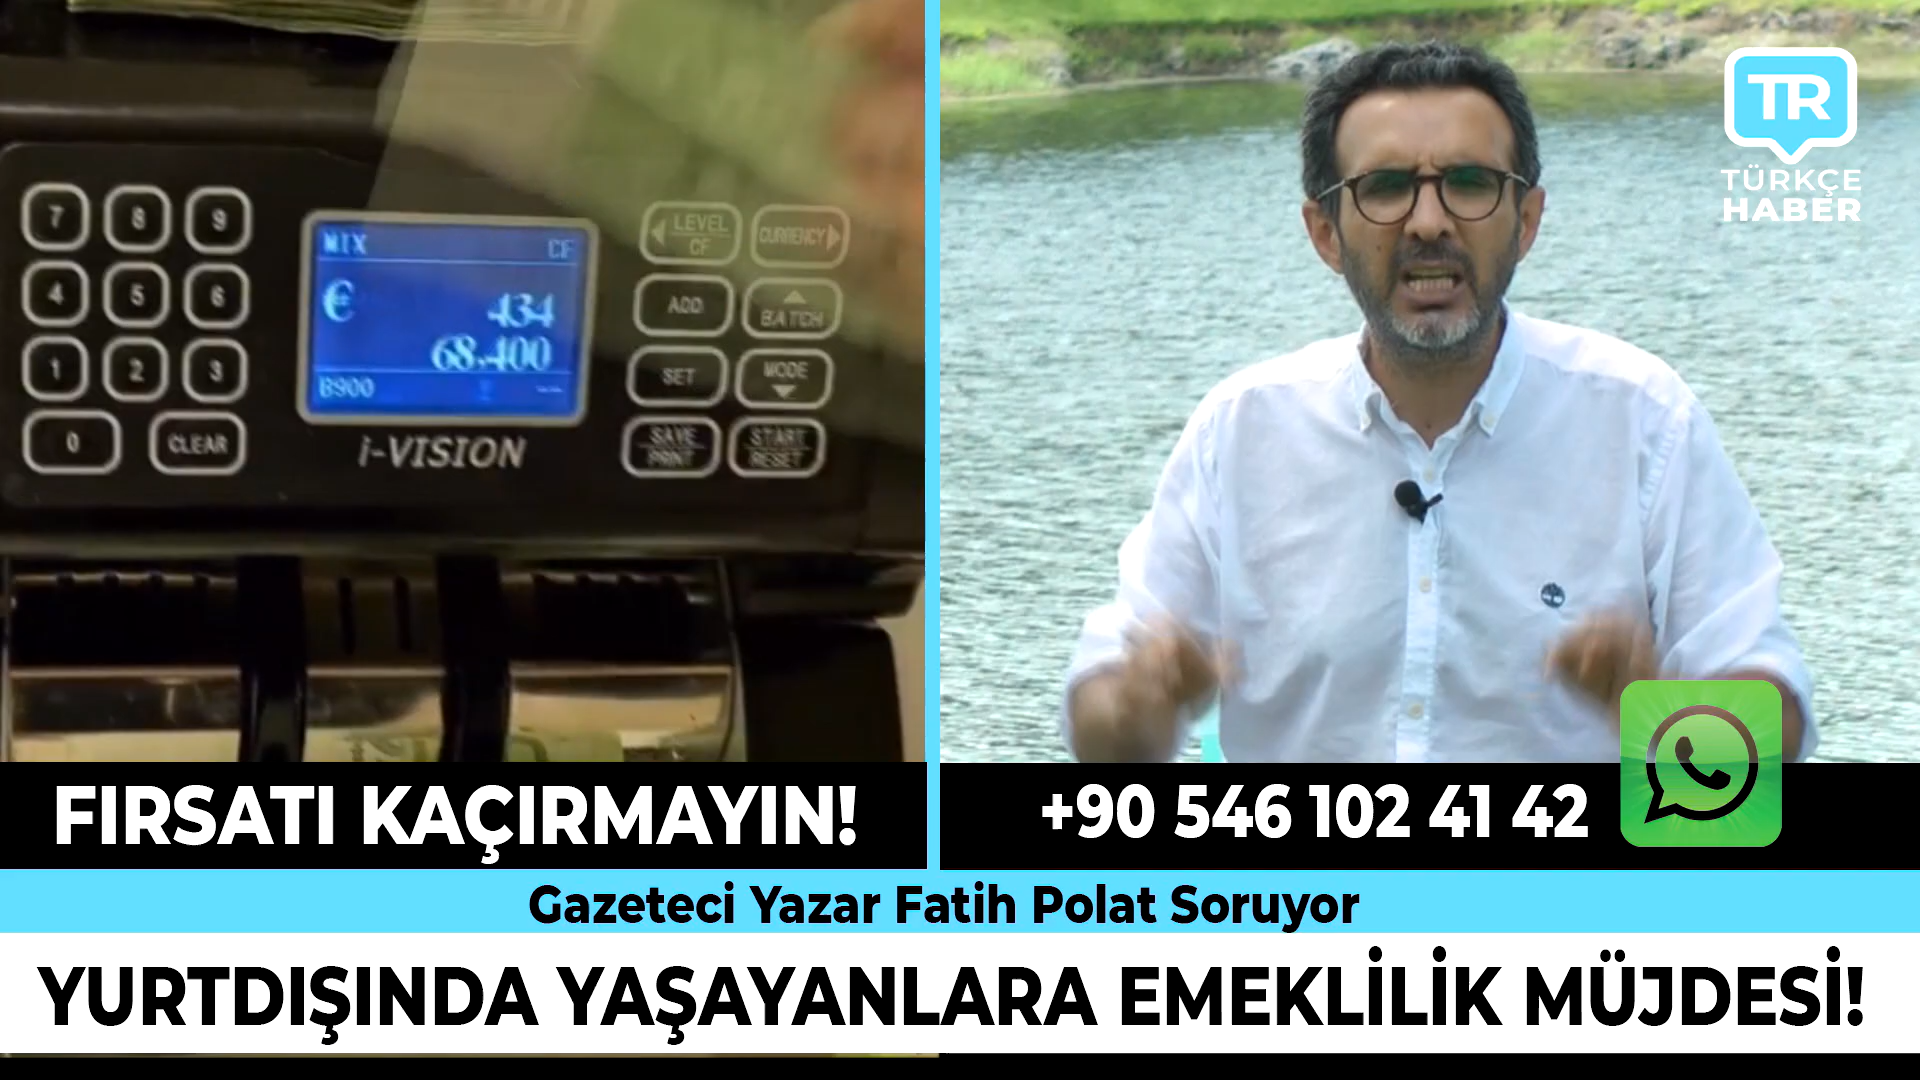 7 8 9
4 5 6
1 2 3
0 CLEAR
MIX CF
€ 434
68.400
B900
i-VISION
LEVEL
CF
CURRENCY
ADD
BATCH
SET
MODE
SAVE
PRINT
START
RESET
TR
TÜRKÇE
HABER
FIRSATI KAÇIRMAYIN!
+90 546 102 41 42
Gazeteci Yazar Fatih Polat Soruyor
YURTDIŞINDA YAŞAYANLARA EMEKLİLİK MÜJDESİ!